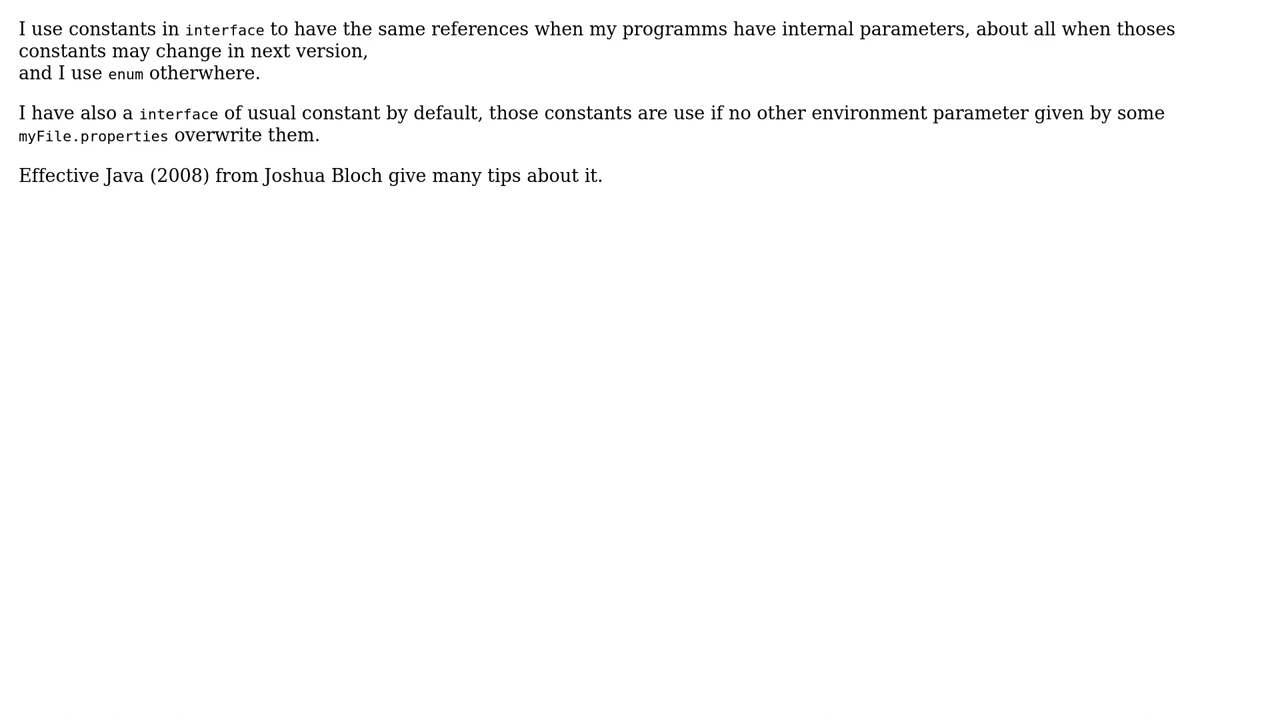 I use constants in interface to have the same references when my programms have internal parameters, about all when thoses
constants may change in next version,
and I use enum otherwhere.
I have also a interface of usual constant by default, those constants are use if no other environment parameter given by some
myFile.properties overwrite them.
Effective Java (2008) from Joshua Bloch give many tips about it.